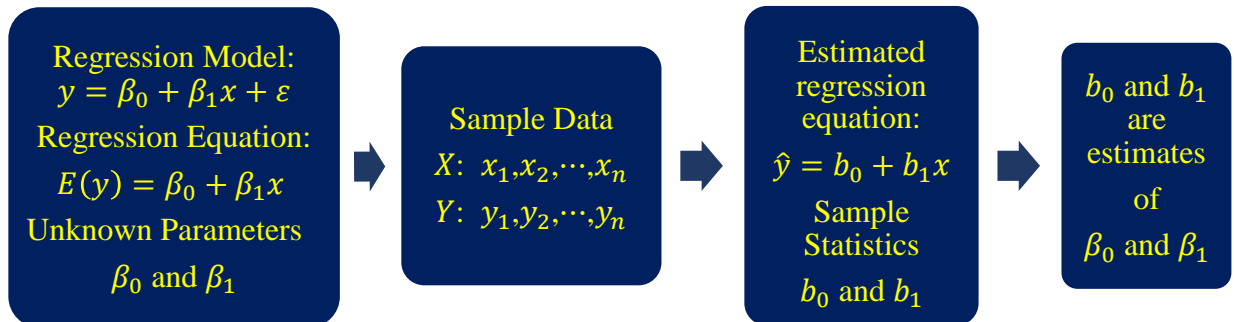 Regression Model:
𝑦 = 𝛽₀ + 𝛽₁𝑥 + 𝜀
Regression Equation:
𝐸(𝑦) = 𝛽₀ + 𝛽₁𝑥
Unknown Parameters
𝛽₀ and 𝛽₁
Sample Data
𝑋: 𝑥₁,𝑥₂,⋯,𝑥ₙ
𝑌: 𝑦₁,𝑦₂,⋯,𝑦ₙ
Estimated
regression
equation:
ŷ = 𝑏₀ + 𝑏₁𝑥
Sample
Statistics
𝑏₀ and 𝑏₁
𝑏₀ and 𝑏₁
are
estimates
of
𝛽₀ and 𝛽₁